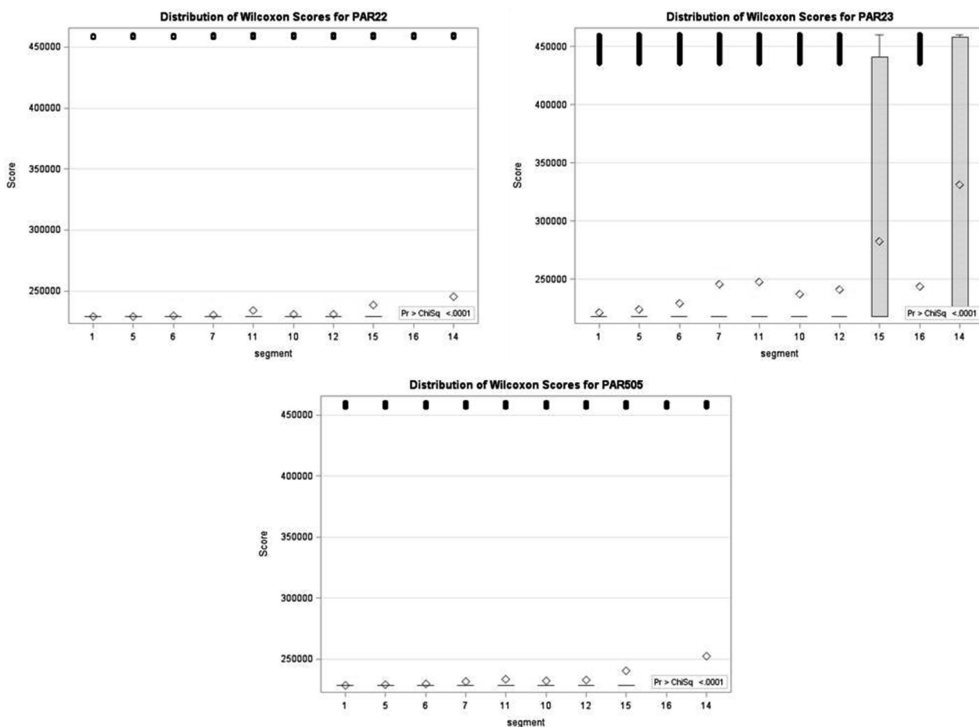 Distribution of Wilcoxon Scores for PAR22
450000
400000
350000
300000
250000
Score
Pr > ChiSq <.0001
1 5 6 7 11 10 12 15 16 14
segment
Distribution of Wilcoxon Scores for PAR23
450000
400000
350000
300000
250000
Score
Pr > ChiSq <.0001
1 5 6 7 11 10 12 15 16 14
segment
Distribution of Wilcoxon Scores for PAR505
450000
400000
350000
300000
250000
Score
Pr > ChiSq <.0001
1 5 6 7 11 10 12 15 16 14
segment